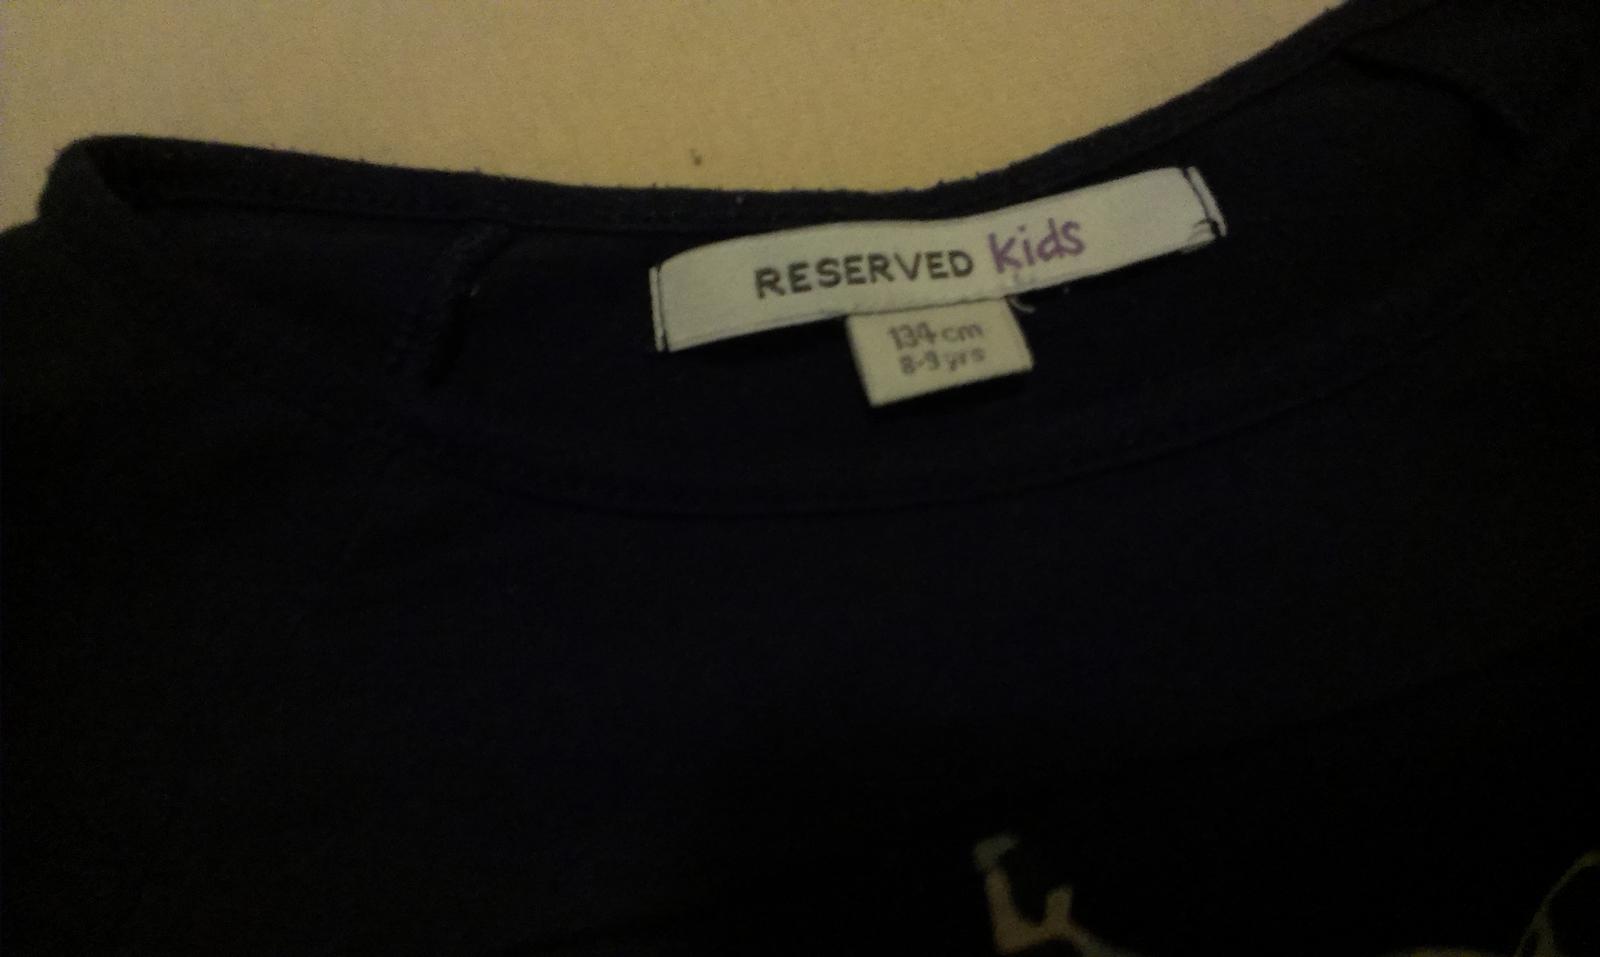 RESERVED kids
134 cm
8-9 yrs